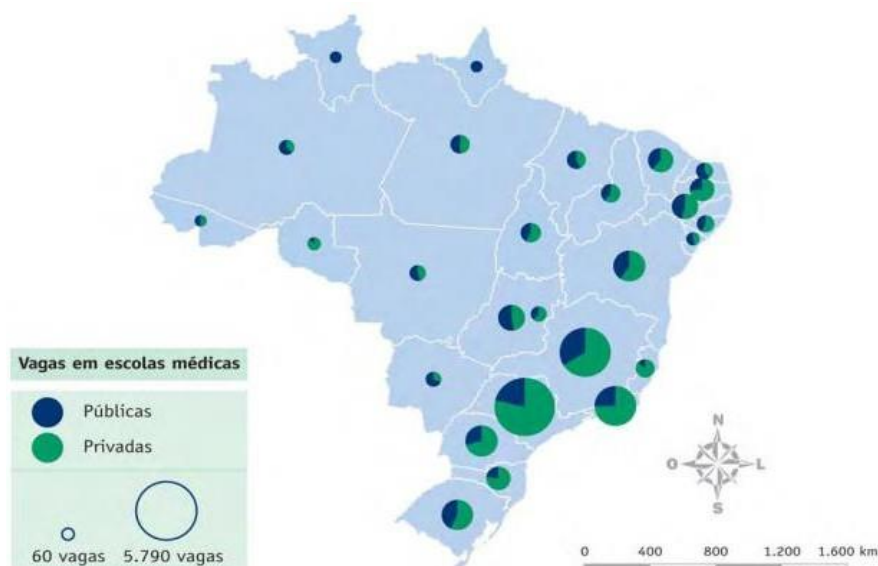 Vagas em escolas médicas
Públicas
Privadas
60 vagas 5.790 vagas
N
O L
S
0 400 800 1.200 1.600 km